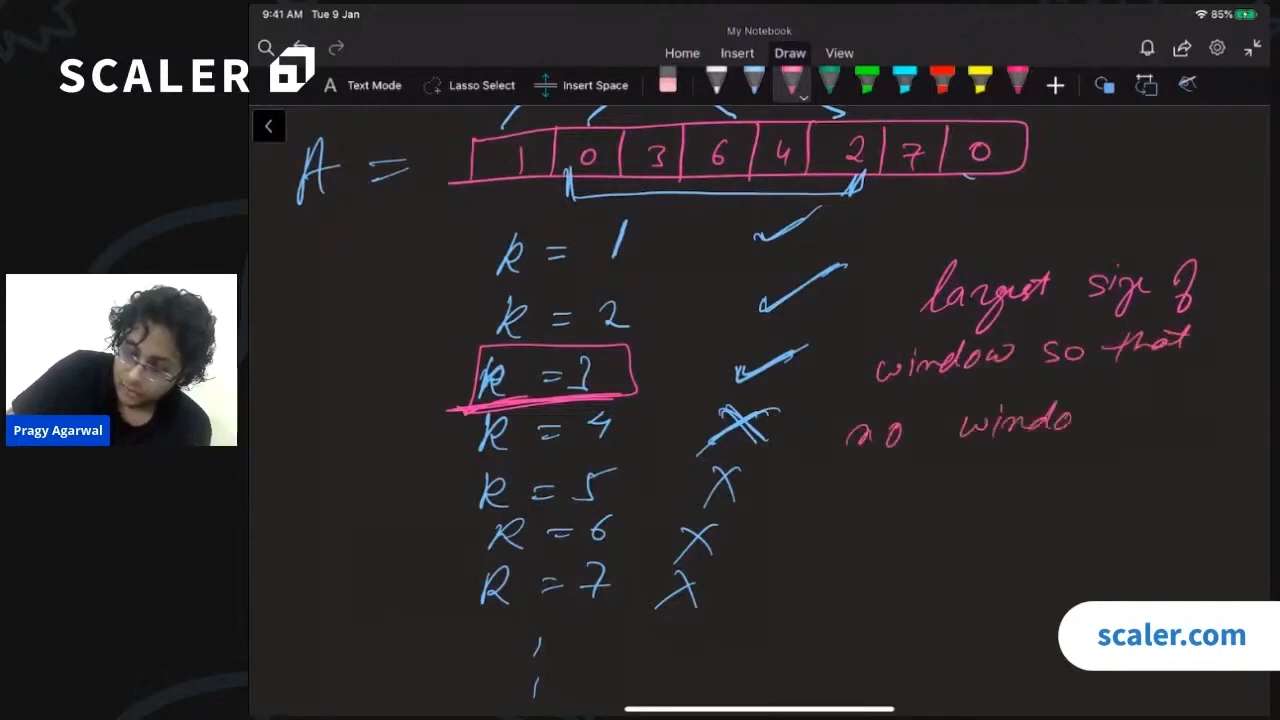 9:41 AM Tue 9 Jan
85%
My Notebook
SCALER
Home Insert Draw View
A Text Mode Lasso Select Insert Space
A = 1 0 3 6 4 2 7 0
k = 1
k = 2
k = 3
k = 4
k = 5
k = 6
k = 7
largest size of
window so that
no windo
Pragy Agarwal
scaler.com